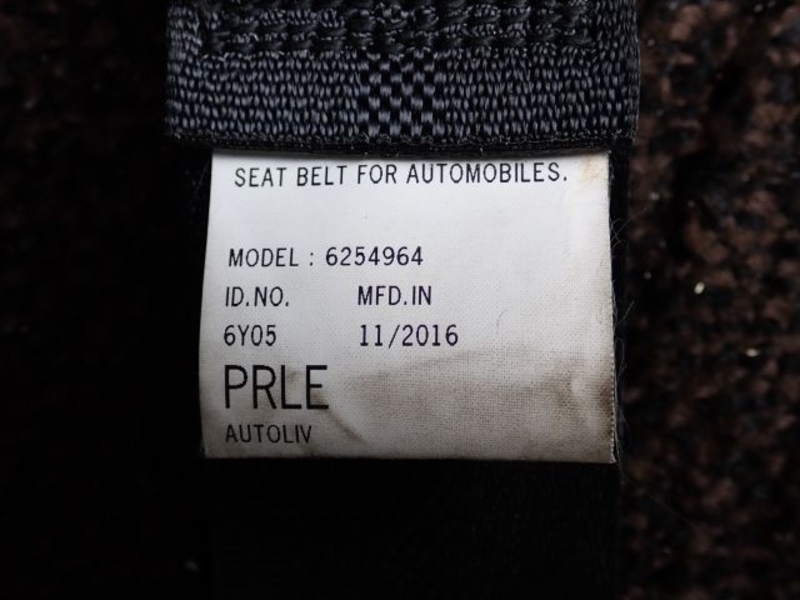 SEAT BELT FOR AUTOMOBILES.
MODEL : 6254964
ID.NO. MFD.IN
6Y05 11/2016
PRLE
AUTOLIV